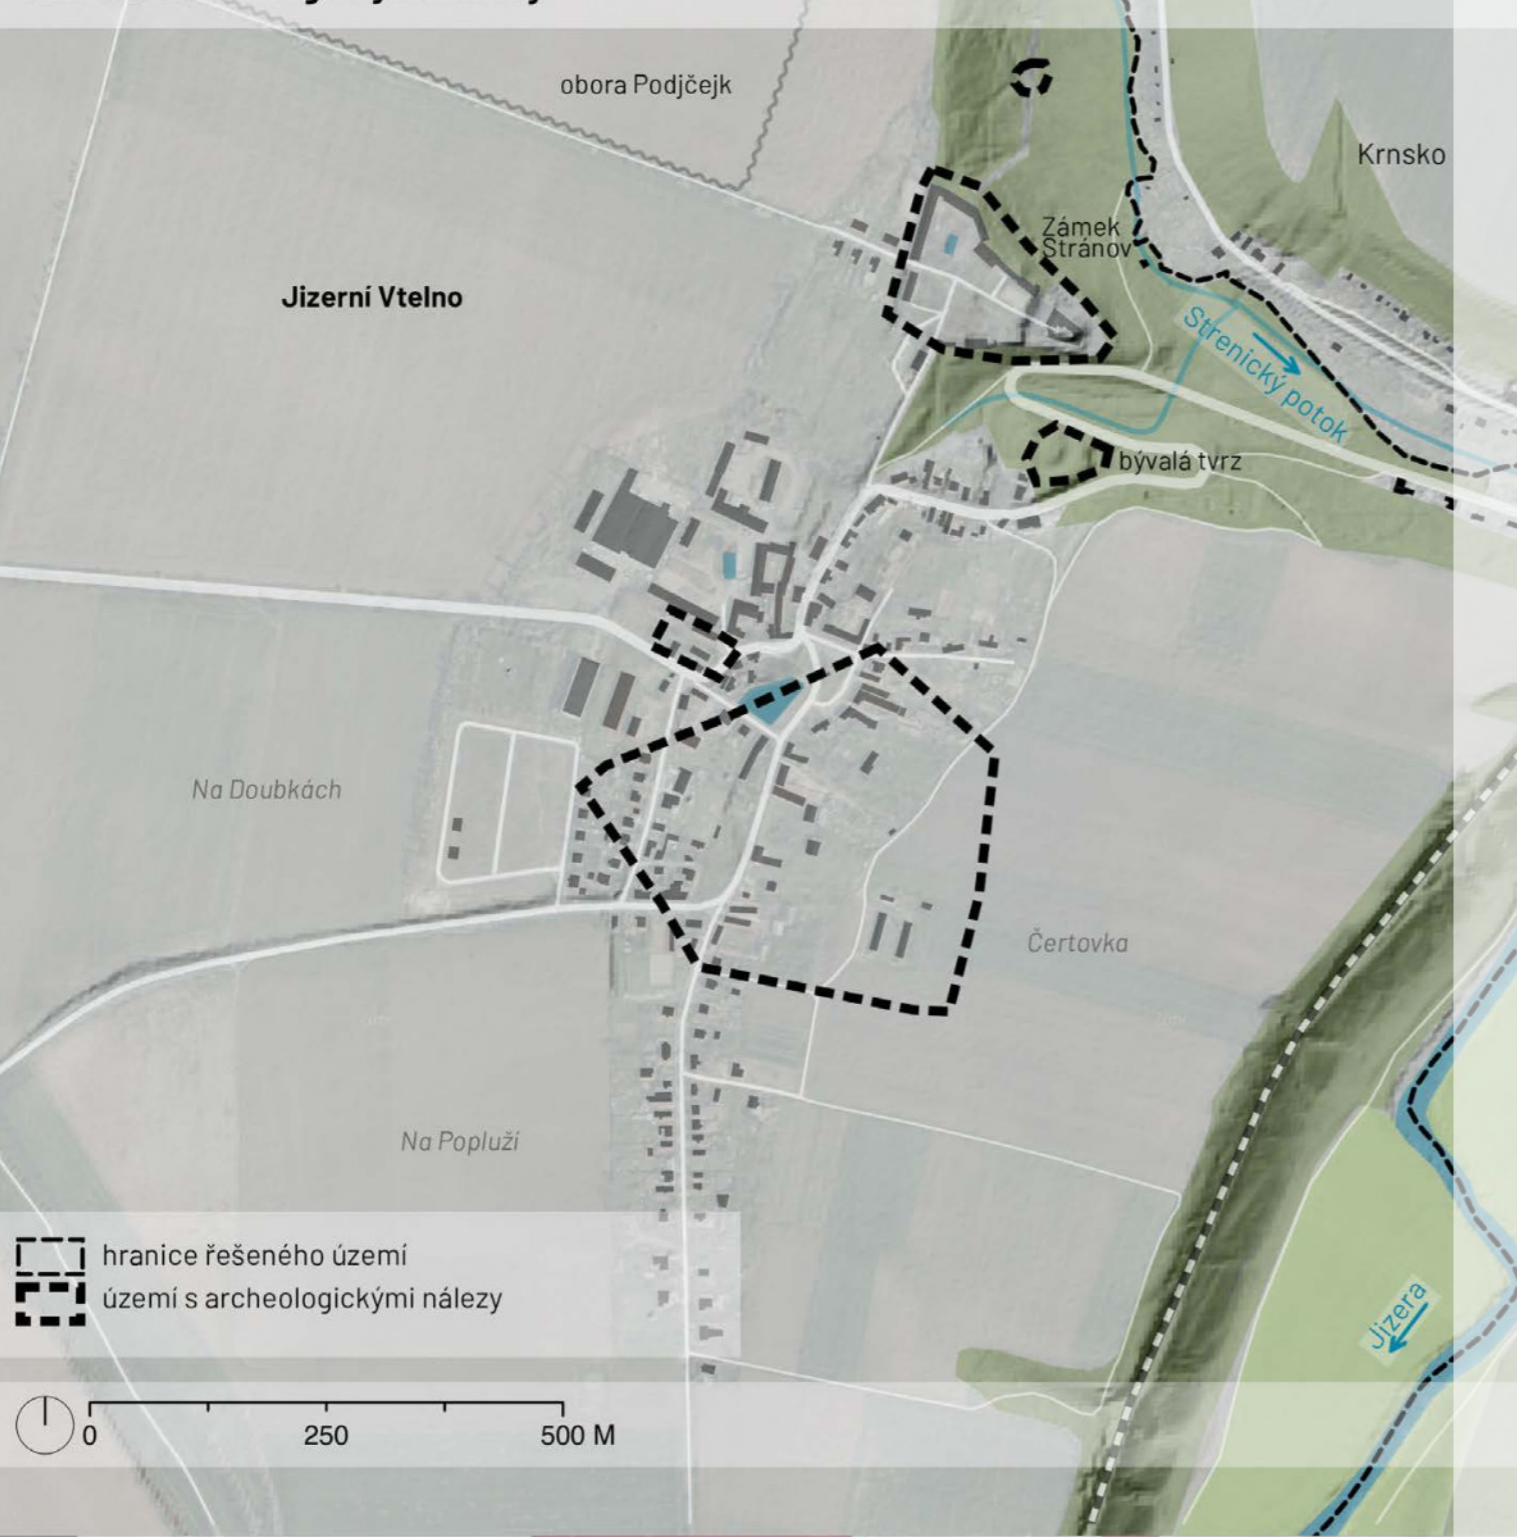 obora Podjčejk
Krnsko
Zámek
Stránov
Jizerní Vtelno
Strenický potok
bývalá tvrz
Na Doubkách
Čertovka
Na Popluží
hranice řešeného území
území s archeologickými nálezy
Jizera
0 250 500 M